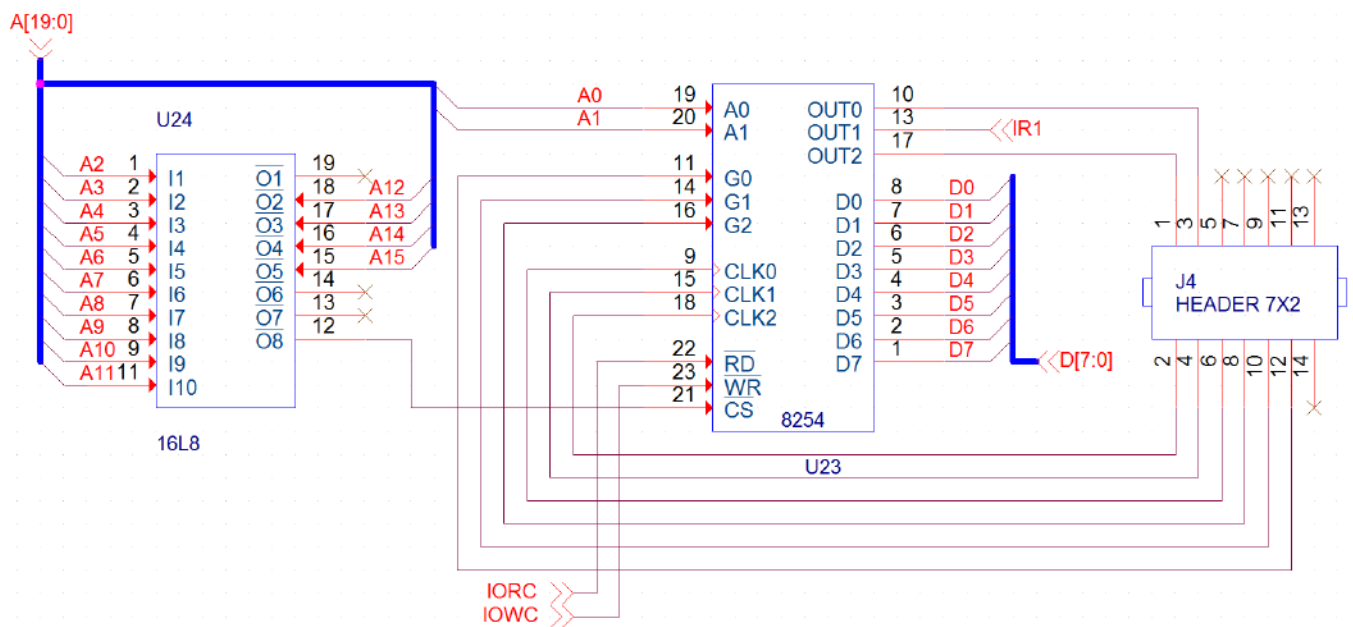 A[19:0]
U24
A2 1 I1
A3 2 I2
A4 3 I3
A5 4 I4
A6 5 I5
A7 6 I6
A8 7 I7
A9 8 I8
A10 9 I9
A11 11 I10
O1 19
O2 18 A12
O3 17 A13
O4 16 A14
O5 15 A15
O6 14
O7 13
O8 12
16L8
A0 19 A0
A1 20 A1
11 G0
14 G1
16 G2
9 CLK0
15 CLK1
18 CLK2
22 RD
23 WR
21 CS
OUT0 10
OUT1 13 IR1
OUT2 17
D0 8 D0
D1 7 D1
D2 6 D2
D3 5 D3
D4 4 D4
D5 3 D5
D6 2 D6
D7 1 D7
D[7:0]
8254
U23
1 3 5 7 9 11 13
J4
HEADER 7X2
2 4 6 8 10 12 14
IORC
IOWC